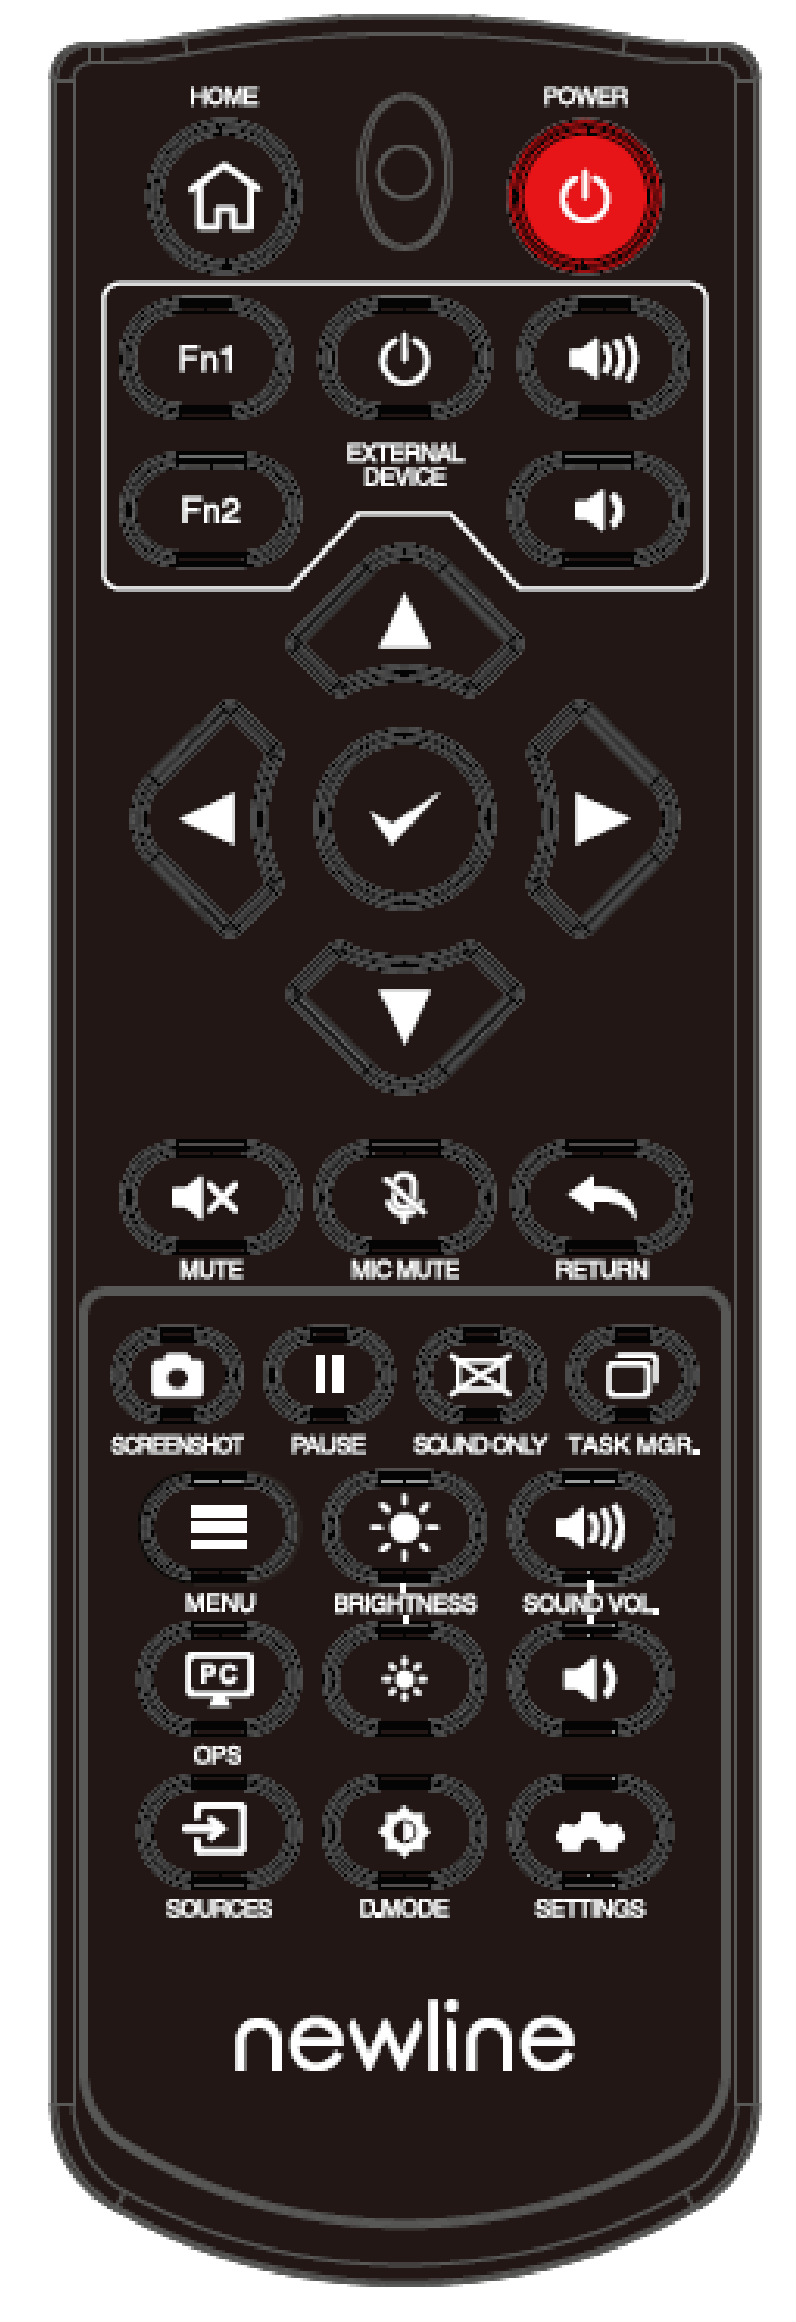 HOME
POWER
Fn1
EXTERNAL
DEVICE
Fn2
MUTE
MIC MUTE
RETURN
SCREENSHOT
PAUSE
SOUND ONLY
TASK MGR.
MENU
BRIGHTNESS
SOUND VOL.
PC
OPS
SOURCES
D.MODE
SETTINGS
newline